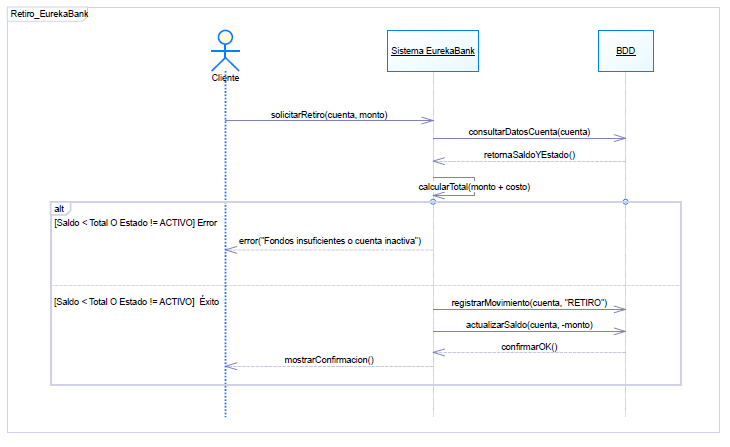 Retiro_EurekaBank
Cliente
Sistema EurekaBank
BDD
solicitarRetiro(cuenta, monto)
consultarDatosCuenta(cuenta)
retornaSaldoYEstado()
calcularTotal(monto + costo)
alt
[Saldo < Total O Estado != ACTIVO] Error
error("Fondos insuficientes o cuenta inactiva")
[Saldo < Total O Estado != ACTIVO] Éxito
registrarMovimiento(cuenta, "RETIRO")
actualizarSaldo(cuenta, -monto)
confirmarOK()
mostrarConfirmacion()